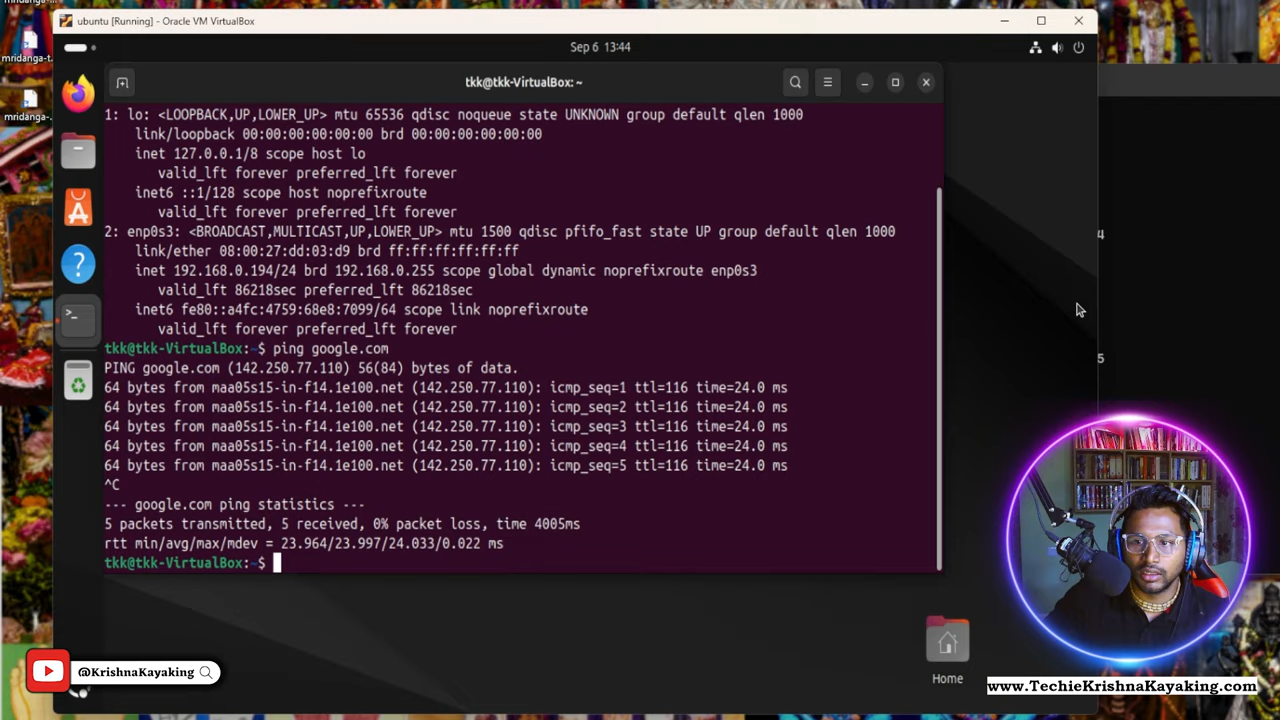 mridanga-t...
mridanga-...
ubuntu [Running] - Oracle VM VirtualBox
Sep 6 13:44
tkk@tkk-VirtualBox: ~
1: lo: <LOOPBACK,UP,LOWER_UP> mtu 65536 qdisc noqueue state UNKNOWN group default qlen 1000
link/loopback 00:00:00:00:00:00 brd 00:00:00:00:00:00
inet 127.0.0.1/8 scope host lo
valid_lft forever preferred_lft forever
inet6 ::1/128 scope host noprefixroute
valid_lft forever preferred_lft forever
2: enp0s3: <BROADCAST,MULTICAST,UP,LOWER_UP> mtu 1500 qdisc pfifo_fast state UP group default qlen 1000
link/ether 08:00:27:dd:03:d9 brd ff:ff:ff:ff:ff:ff
inet 192.168.0.194/24 brd 192.168.0.255 scope global dynamic noprefixroute enp0s3
valid_lft 86218sec preferred_lft 86218sec
inet6 fe80::a4fc:4759:68e8:7099/64 scope link noprefixroute
valid_lft forever preferred_lft forever
tkk@tkk-VirtualBox:~$ ping google.com
PING google.com (142.250.77.110) 56(84) bytes of data.
64 bytes from maa05s15-in-f14.1e100.net (142.250.77.110): icmp_seq=1 ttl=116 time=24.0 ms
64 bytes from maa05s15-in-f14.1e100.net (142.250.77.110): icmp_seq=2 ttl=116 time=24.0 ms
64 bytes from maa05s15-in-f14.1e100.net (142.250.77.110): icmp_seq=3 ttl=116 time=24.0 ms
64 bytes from maa05s15-in-f14.1e100.net (142.250.77.110): icmp_seq=4 ttl=116 time=24.0 ms
64 bytes from maa05s15-in-f14.1e100.net (142.250.77.110): icmp_seq=5 ttl=116 time=24.0 ms
^C
--- google.com ping statistics ---
5 packets transmitted, 5 received, 0% packet loss, time 4005ms
rtt min/avg/max/mdev = 23.964/23.997/24.033/0.022 ms
tkk@tkk-VirtualBox:~$
4
5
Home
@KrishnaKayaking
www.TechieKrishnaKayaking.com